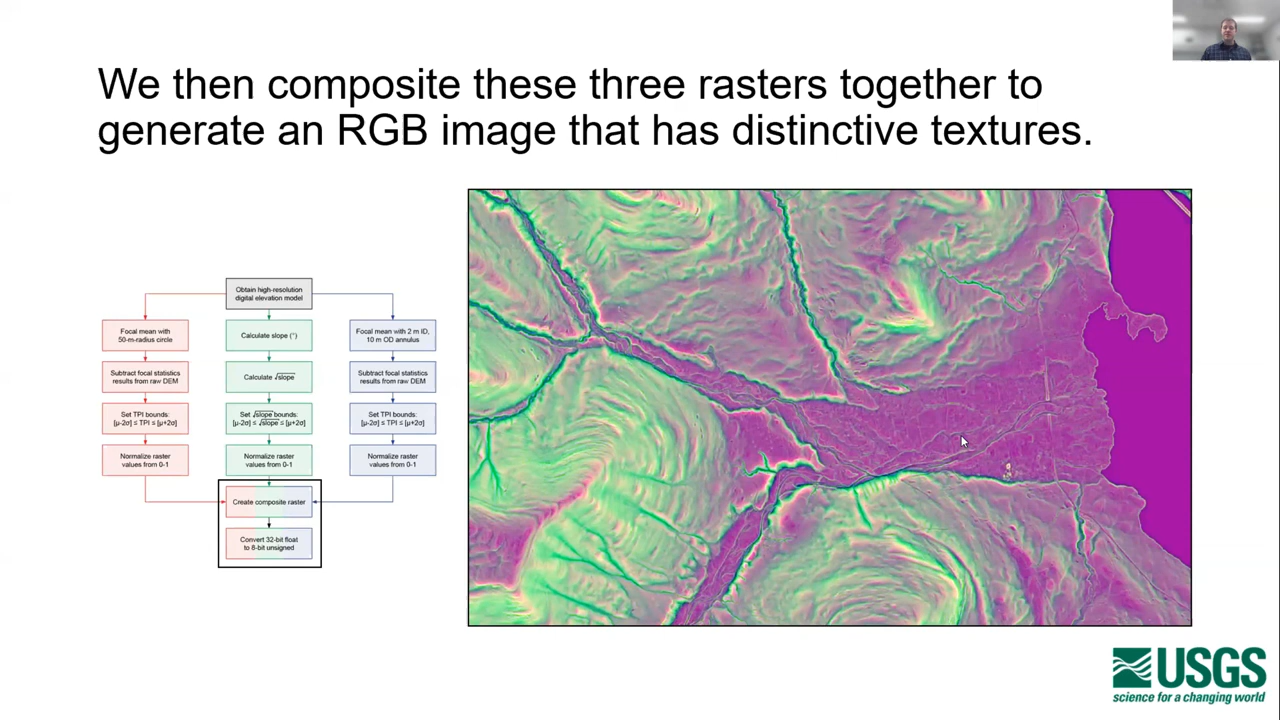 We then composite these three rasters together to
generate an RGB image that has distinctive textures.
Obtain high-resolution
digital elevation model
Focal mean with
50-m-radius circle
Calculate slope (°)
Focal mean with 2 m ID,
10 m OD annulus
Subtract focal statistics
results from raw DEM
Calculate √slope
Subtract focal statistics
results from raw DEM
Set TPI bounds:
[μ-2σ] ≤ TPI ≤ [μ+2σ]
Set √slope bounds:
[μ-2σ] ≤ √slope ≤ [μ+2σ]
Set TPI bounds:
[μ-2σ] ≤ TPI ≤ [μ+2σ]
Normalize raster
values from 0-1
Normalize raster
values from 0-1
Normalize raster
values from 0-1
Create composite raster
Convert 32-bit float
to 8-bit unsigned
USGS
science for a changing world